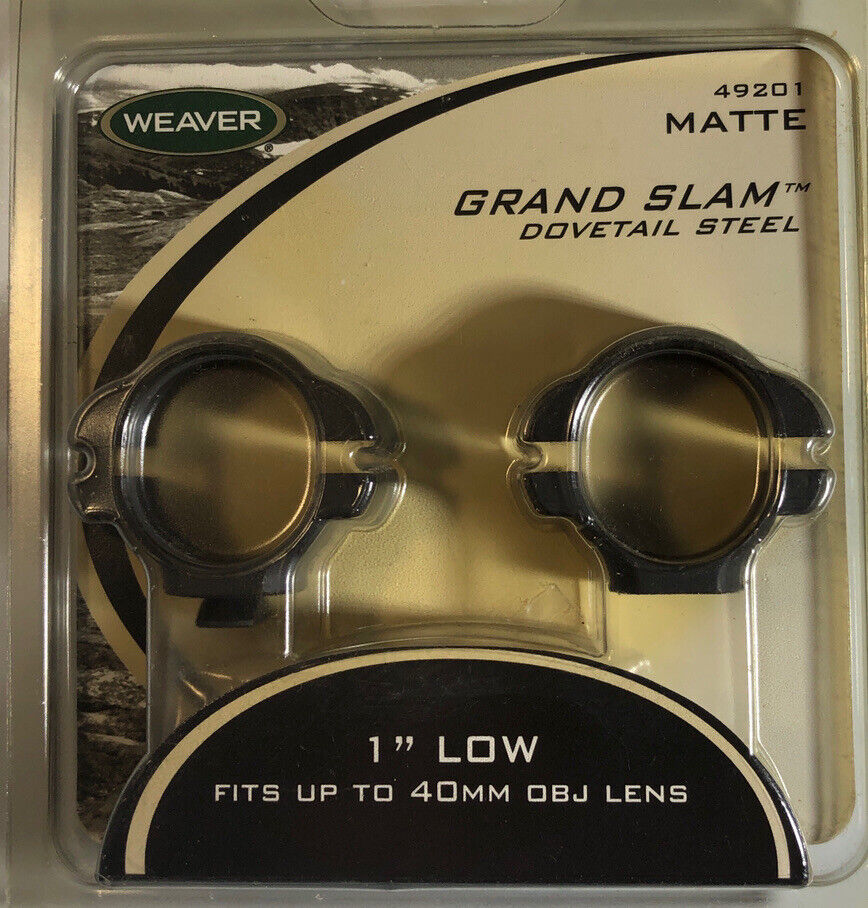 WEAVER®
49201
MATTE
GRAND SLAM™
DOVETAIL STEEL
1” LOW
FITS UP TO 40MM OBJ LENS